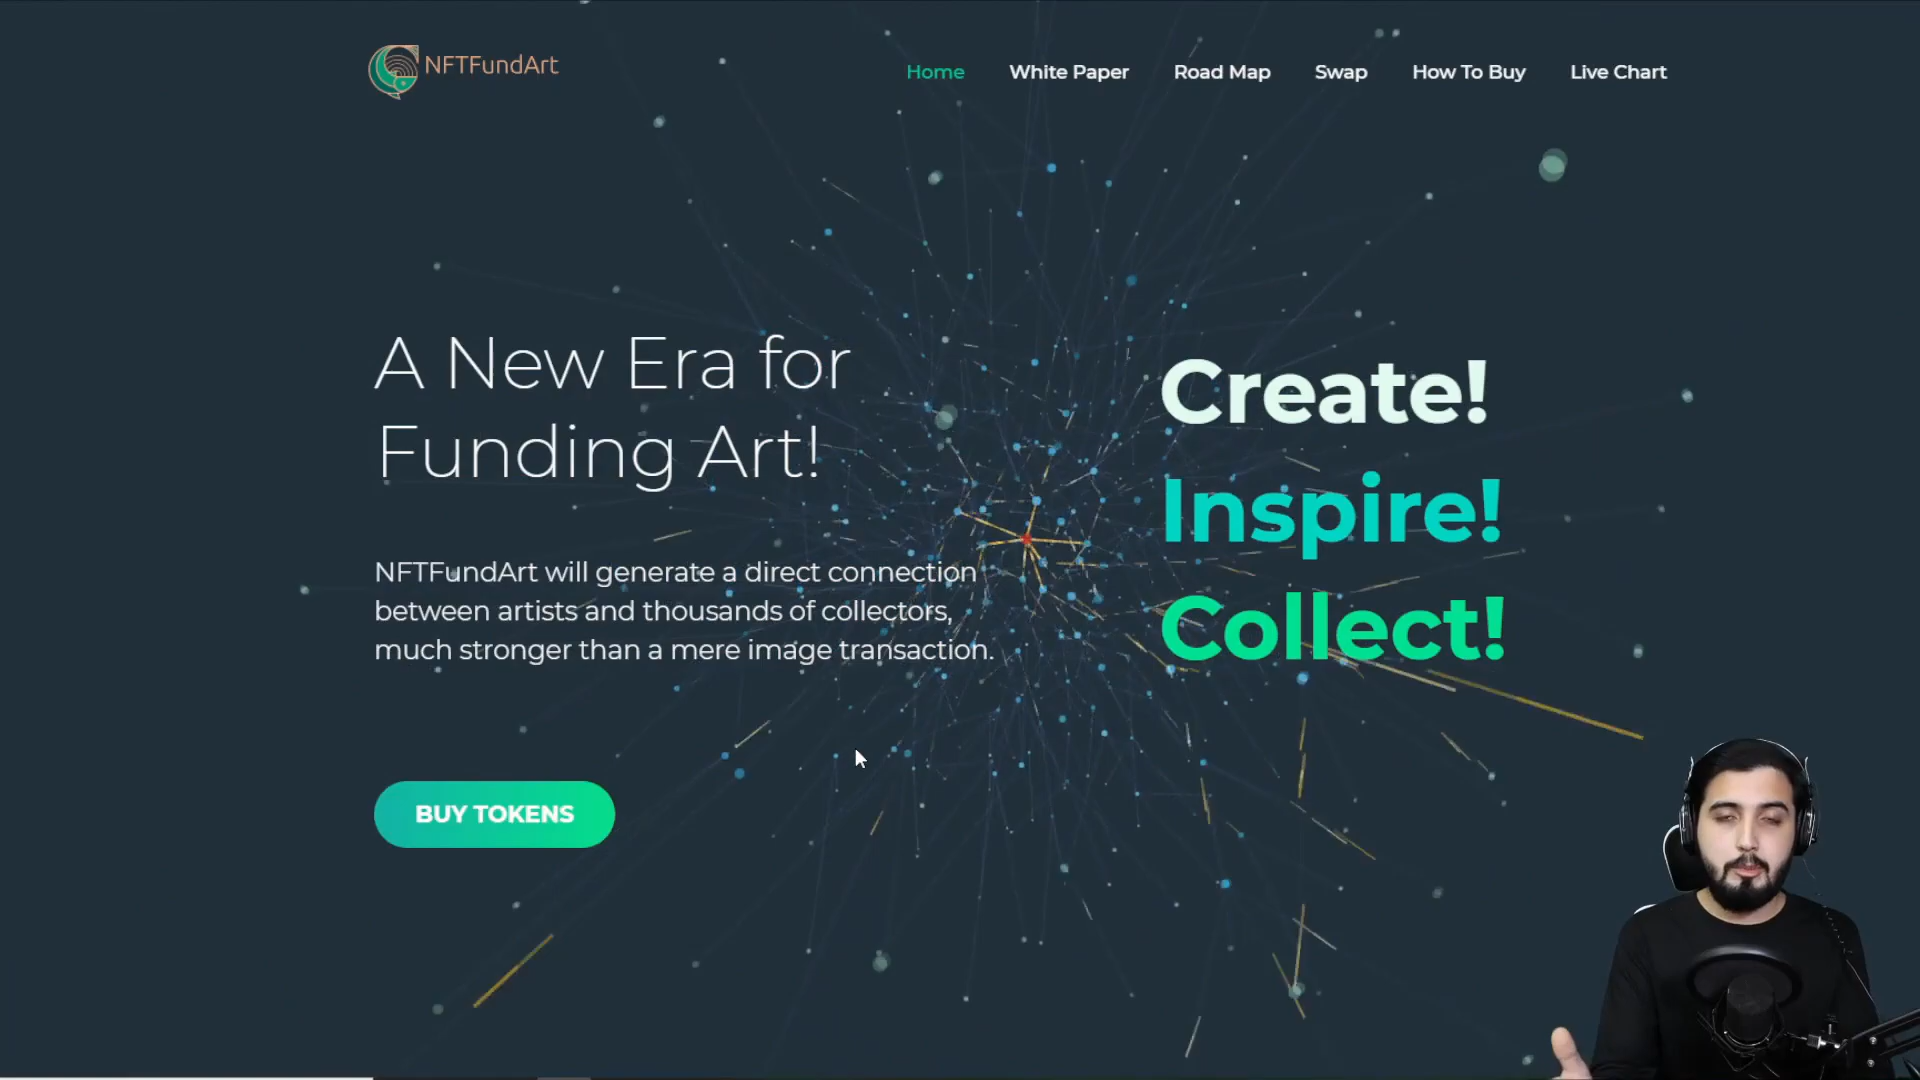 NFTFundArt
Home
White Paper
Road Map
Swap
How To Buy
Live Chart
A New Era for
Funding Art!
NFTFundArt will generate a direct connection
between artists and thousands of collectors,
much stronger than a mere image transaction.
BUY TOKENS
Create!
Inspire!
Collect!